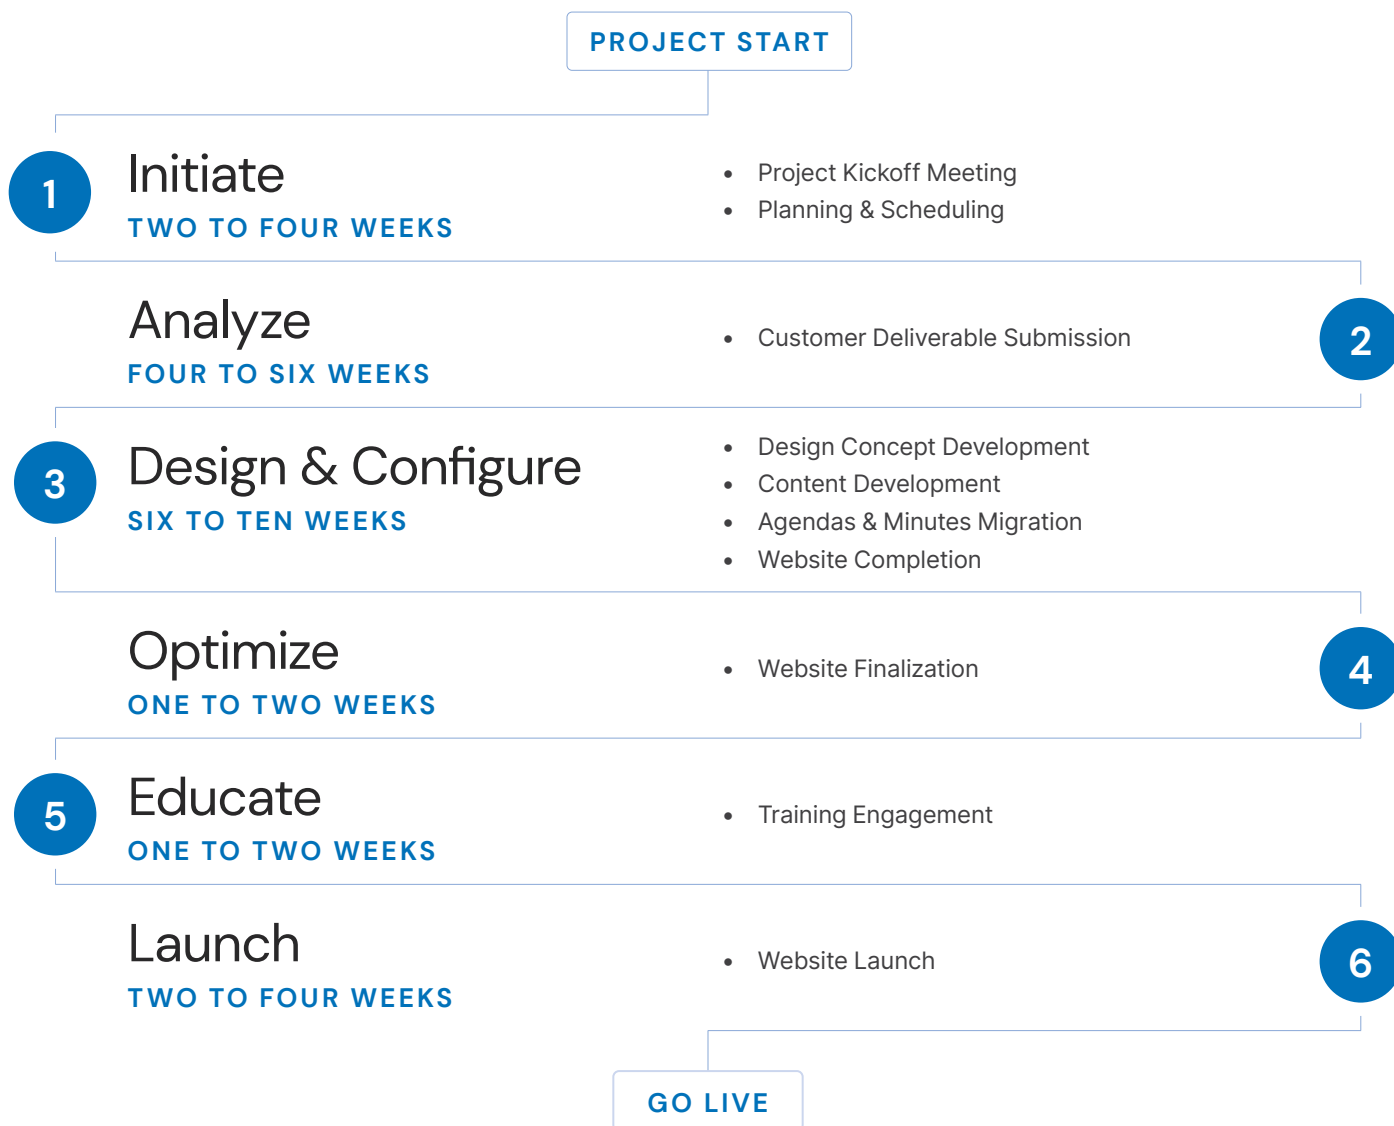 PROJECT START
1
Initiate
TWO TO FOUR WEEKS
• Project Kickoff Meeting
• Planning & Scheduling
Analyze
FOUR TO SIX WEEKS
• Customer Deliverable Submission
2
3
Design & Configure
SIX TO TEN WEEKS
• Design Concept Development
• Content Development
• Agendas & Minutes Migration
• Website Completion
Optimize
ONE TO TWO WEEKS
• Website Finalization
4
5
Educate
ONE TO TWO WEEKS
• Training Engagement
Launch
TWO TO FOUR WEEKS
• Website Launch
6
GO LIVE